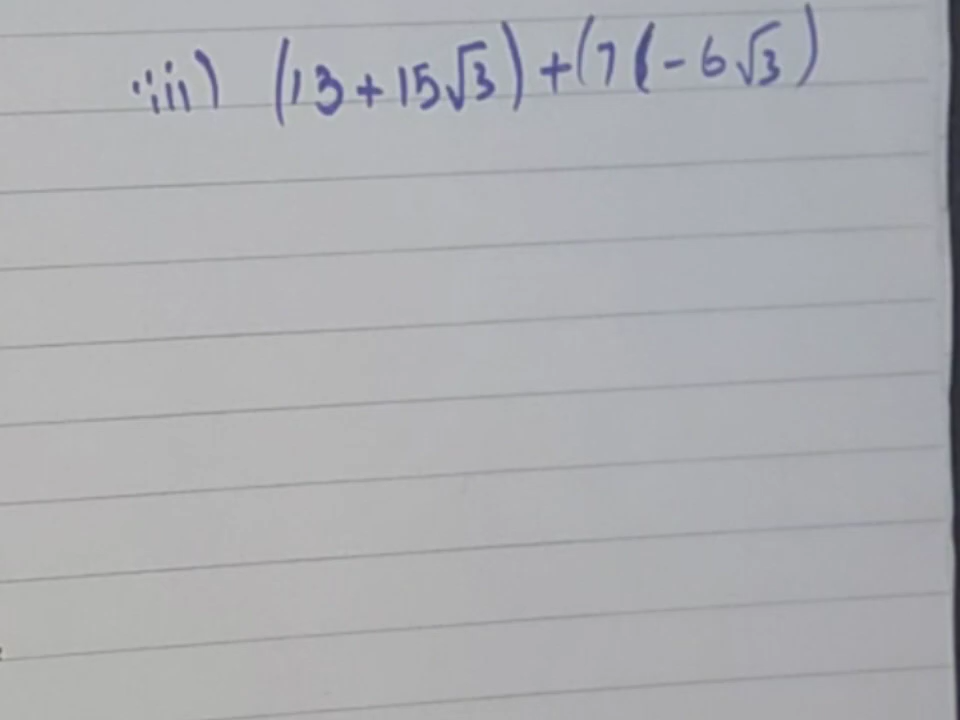 iii) (13 + 15√3) + (7 (- 6√3)